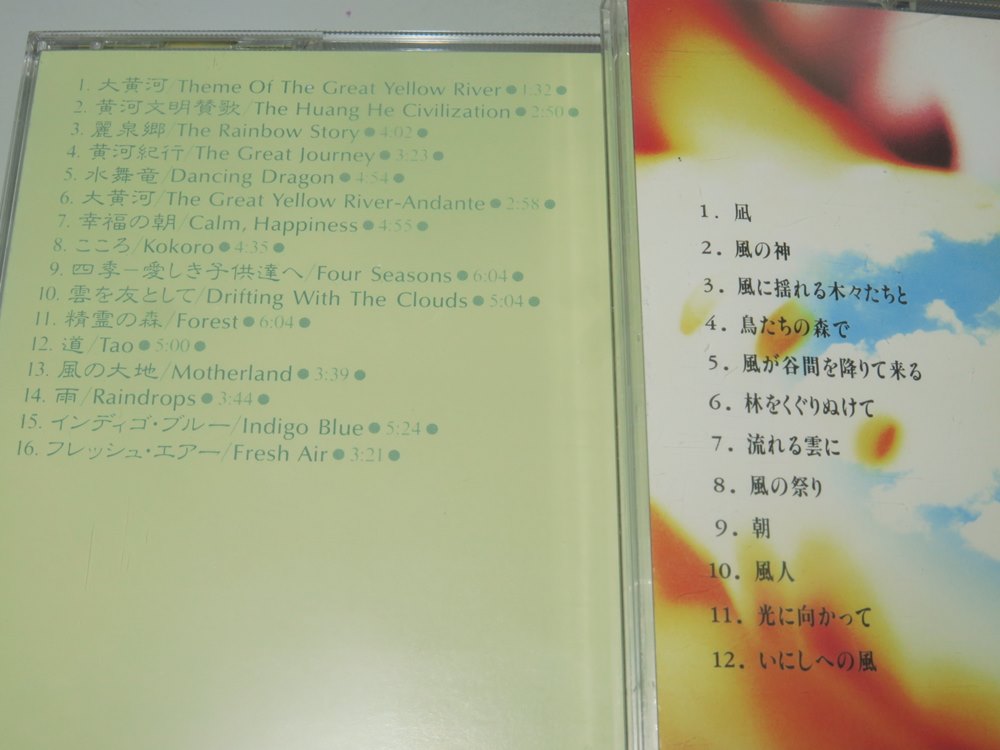 1. 大黄河/Theme Of The Great Yellow River●1:32●
2. 黄河文明賛歌/The Huang He Civilization●2:50●
3. 麗泉郷/The Rainbow Story●4:02●
4. 黄河紀行/The Great Journey●3:23●
5. 水舞竜/Dancing Dragon●4:54●
6. 大黄河/The Great Yellow River-Andante●2:58●
7. 幸福の朝/Calm, Happiness●4:55●
8. こころ/Kokoro●4:35●
9. 四季−愛しき子供達へ/Four Seasons●6:04●
10. 雲を友として/Drifting With The Clouds●5:04●
11. 精霊の森/Forest●6:04●
12. 道/Tao●5:00●
13. 風の大地/Motherland●3:39●
14. 雨/Raindrops●3:44●
15. インディゴ・ブルー/Indigo Blue●5:24●
16. フレッシュ・エアー/Fresh Air●3:21●
1. 凪
2. 風の神
3. 風に揺れる木々たちと
4. 鳥たちの森で
5. 風が谷間を降りて来る
6. 林をくぐりぬけて
7. 流れる雲に
8. 風の祭り
9. 朝
10. 風人
11. 光に向かって
12. いにしへの風